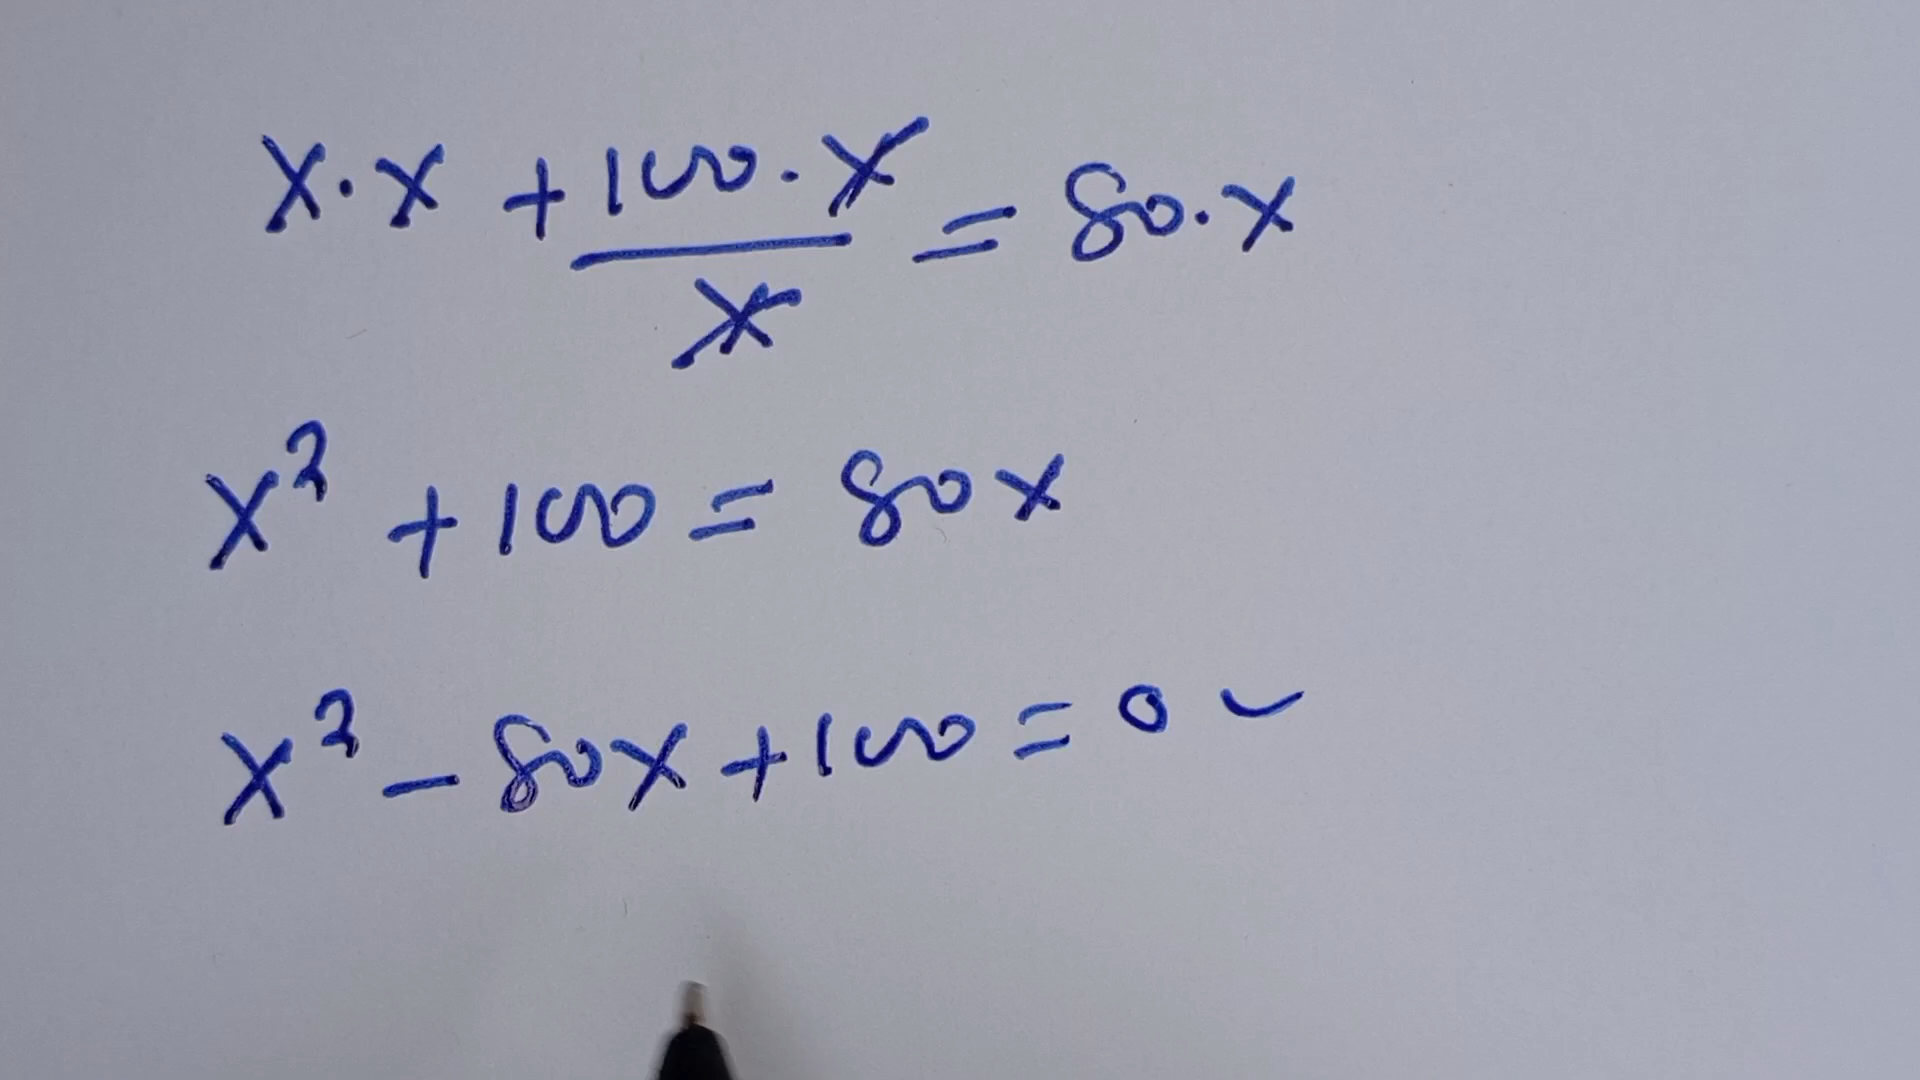 x·x + 100·x/x = 80·x
x² + 100 = 80x
x² - 80x + 100 = 0